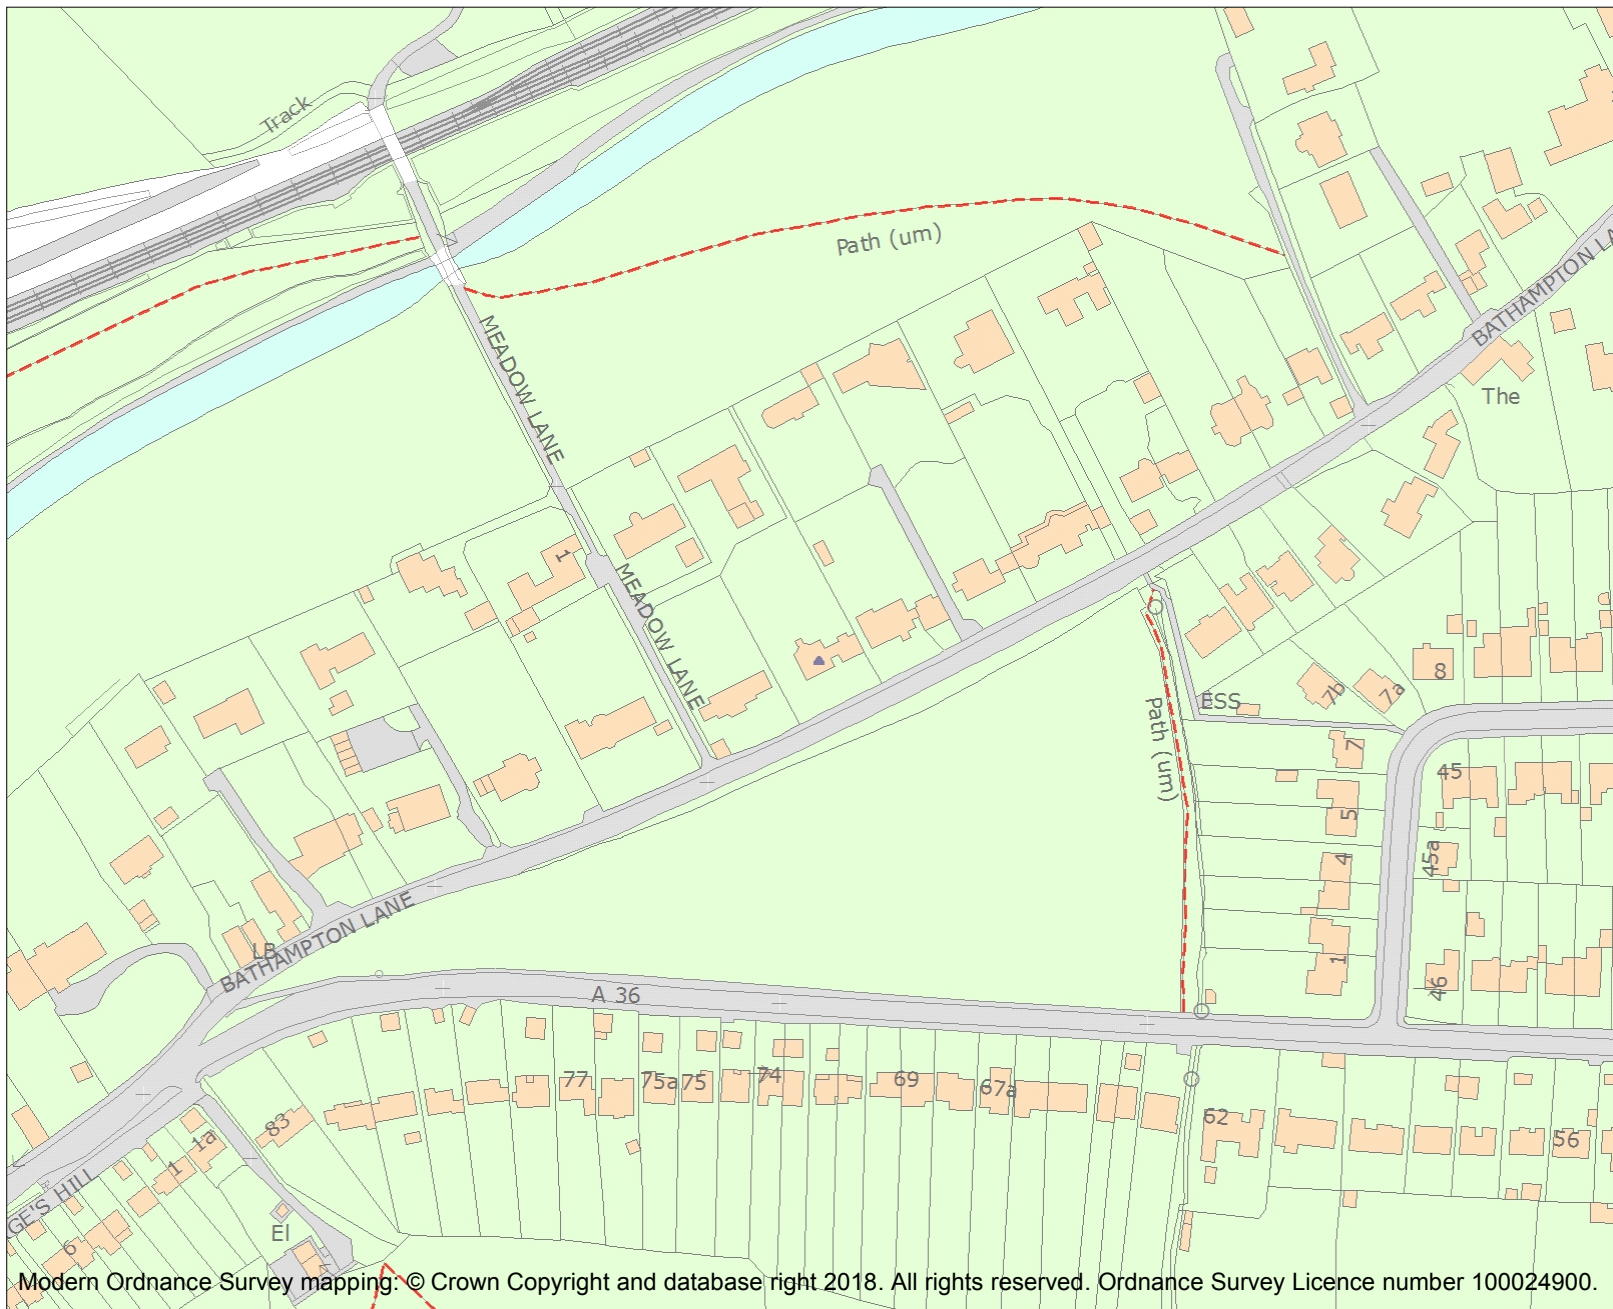 Track
Path (um)
BATHAMPTON LA
MEADOW LANE
The
1
MEADOW LANE
8
7b
7a
ESS
Path (um)
7
45
5
4
45a
BATHAMPTON LANE
LB
1
46
A 36
77
75a
75
74
69
67a
62
56
83
1a
1
GE'S HILL
6
El
Modern Ordnance Survey mapping: © Crown Copyright and database right 2018. All rights reserved. Ordnance Survey Licence number 100024900.